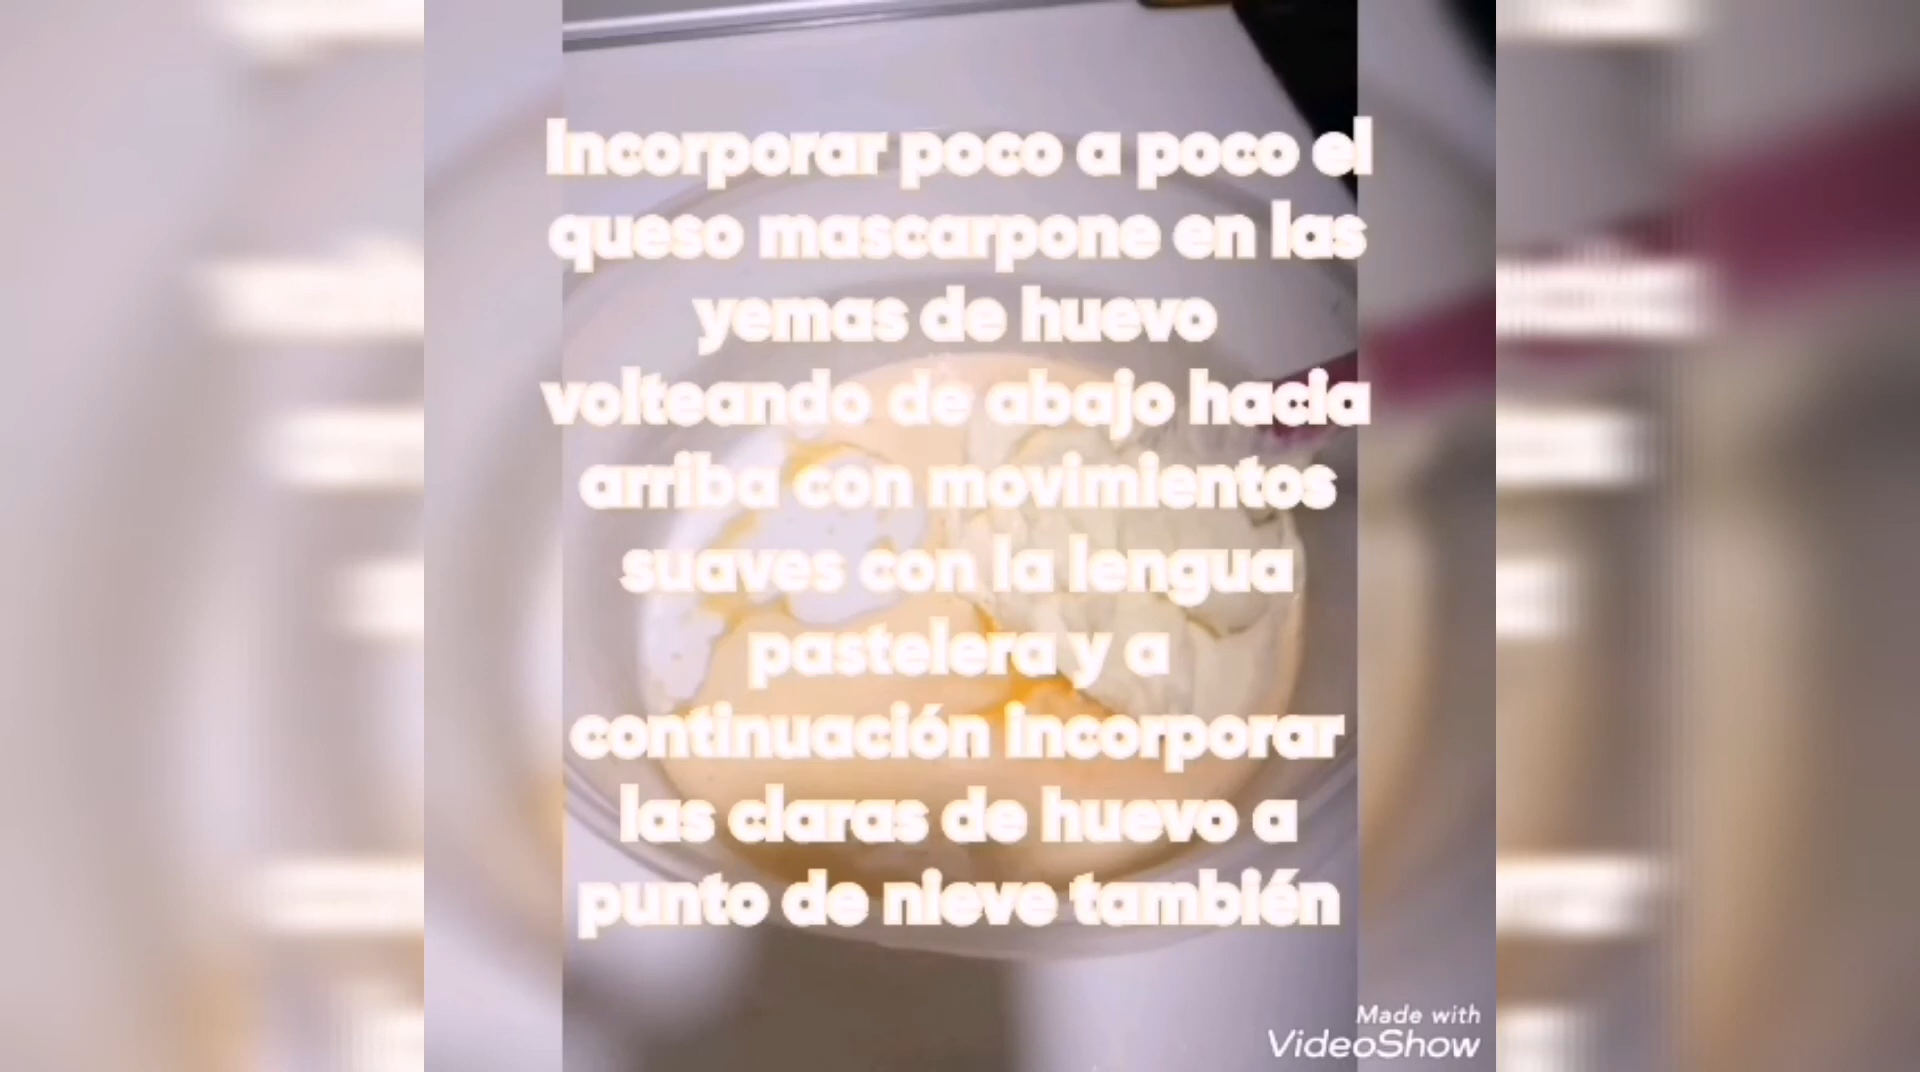 Incorporar poco a poco el
queso mascarpone en las
yemas de huevo
volteando de abajo hacia
arriba con movimientos
suaves con la lengua
pastelera y a
continuación incorporar
las claras de huevo a
punto de nieve también
Made with
VideoShow